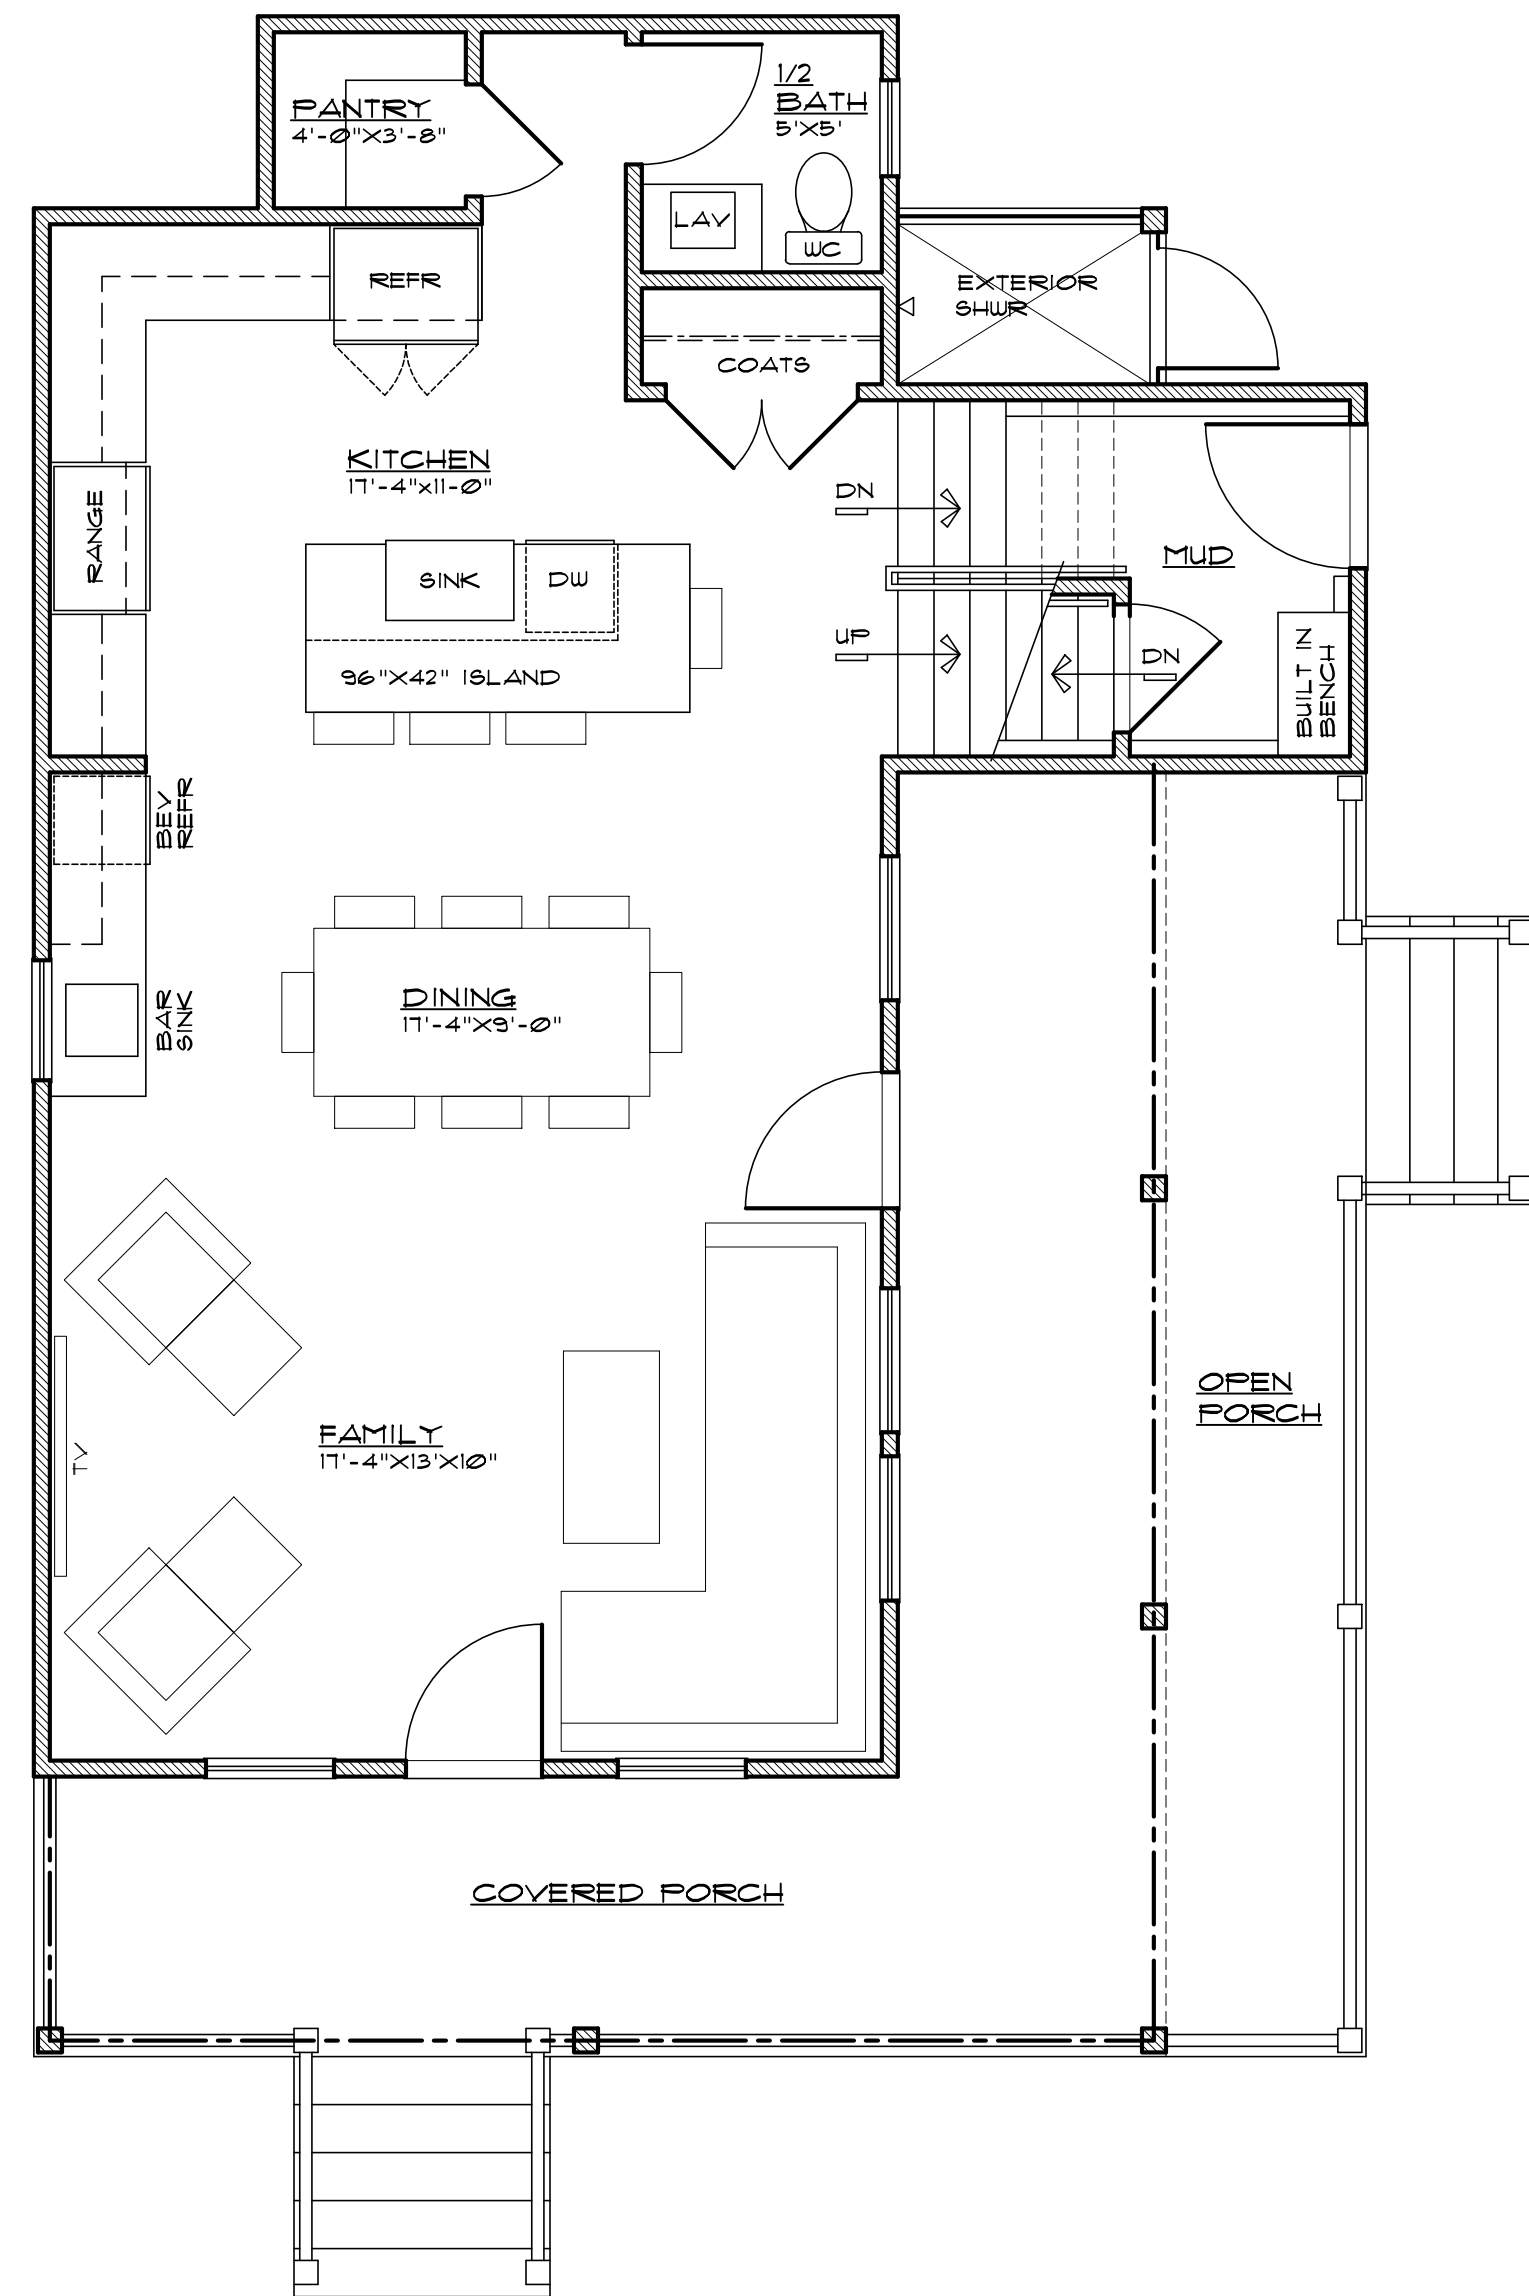 1/2
BATH
5'X5'
PANTRY
4'-0"X3'-8"
LAV
WC
REFR
EXTERIOR
SHWR
COATS
KITCHEN
17'-4"x11-0"
RANGE
DN
MUD
SINK
DW
UP
DN
96"X42" ISLAND
BUILT IN
BENCH
BEV
REFR
DINING
17'-4"X9'-0"
BAR
SINK
OPEN
PORCH
FAMILY
17'-4"X13'X10"
TV
COVERED PORCH